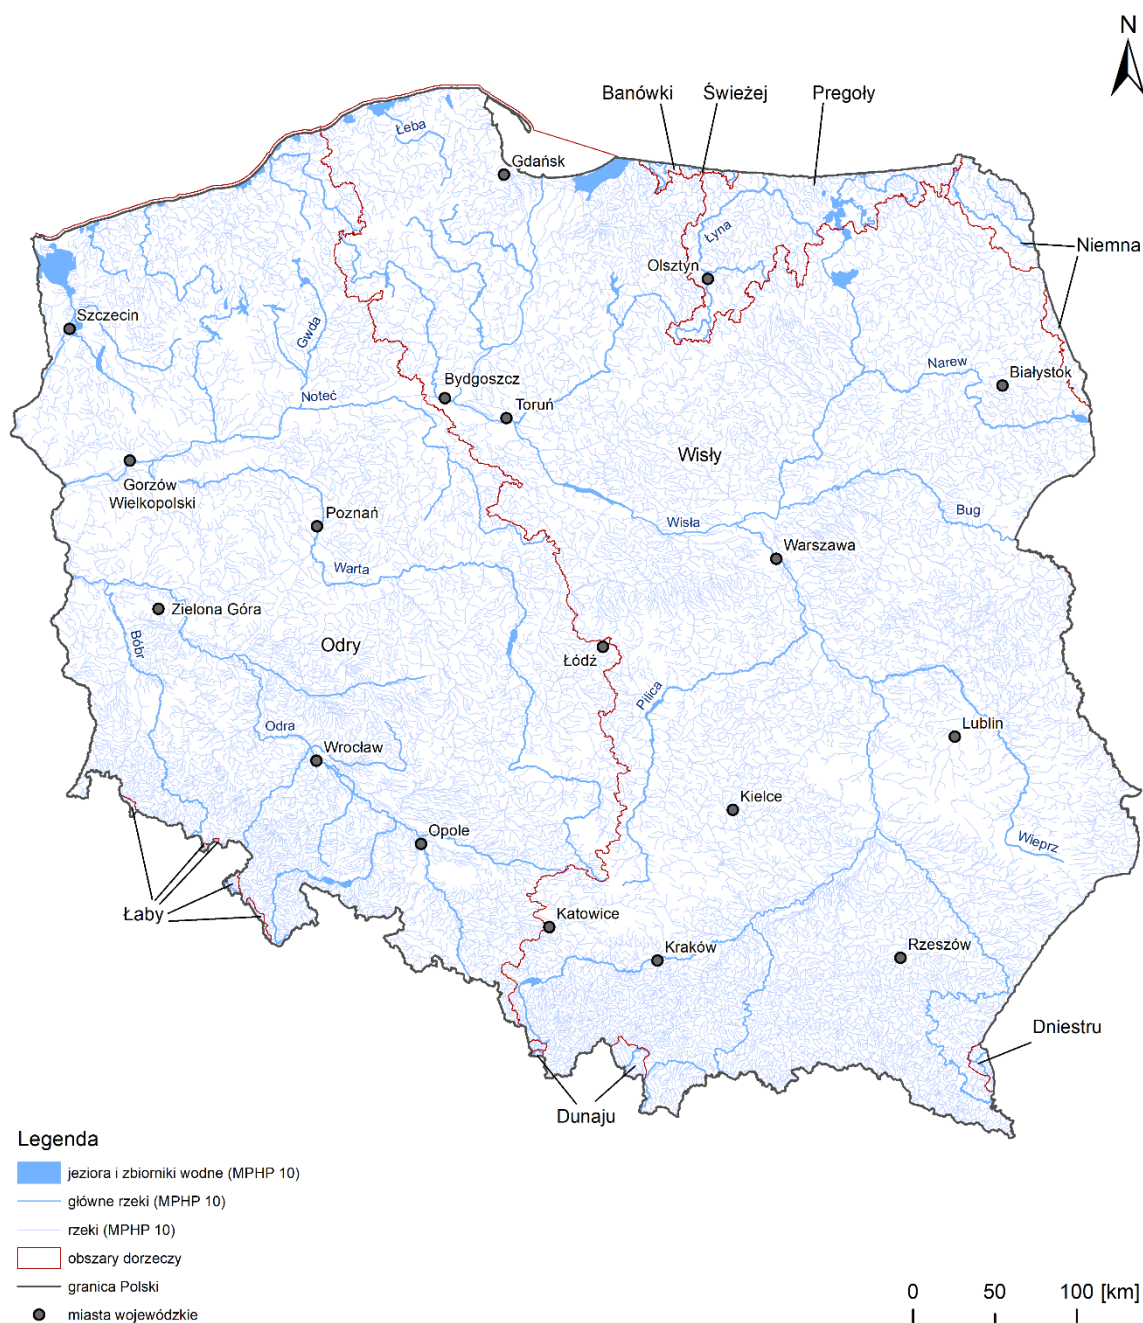 N
Banówki
Świeżej
Pregoły
Łeba
Gdańsk
Łyna
Niemna
Olsztyn
Szczecin
Gwda
Narew
Białystok
Bydgoszcz
Noteć
Toruń
Wisły
Gorzów
Wielkopolski
Poznań
Wisła
Bug
Warszawa
Warta
Zielona Góra
Bóbr
Odry
Łódź
Pilica
Odra
Lublin
Wrocław
Kielce
Opole
Wieprz
Łaby
Katowice
Kraków
Rzeszów
Dniestru
Dunaju
Legenda
jeziora i zbiorniki wodne (MPHP 10)
główne rzeki (MPHP 10)
rzeki (MPHP 10)
obszary dorzeczy
granica Polski
miasta wojewódzkie
0 50 100 [km]